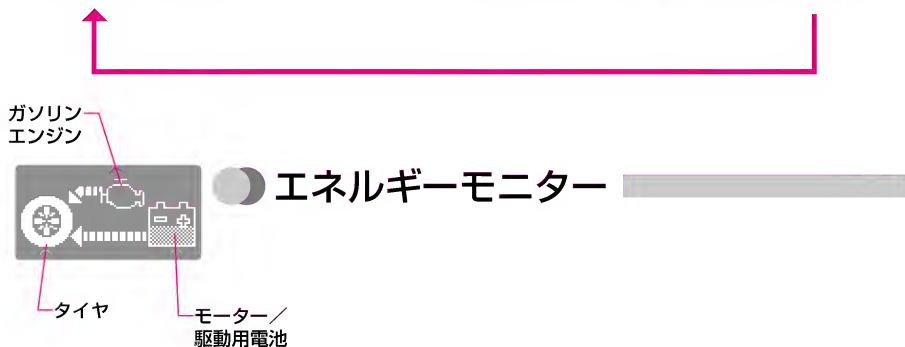 ガソリン
エンジン
エネルギーモニター
タイヤ
モーター／
駆動用電池